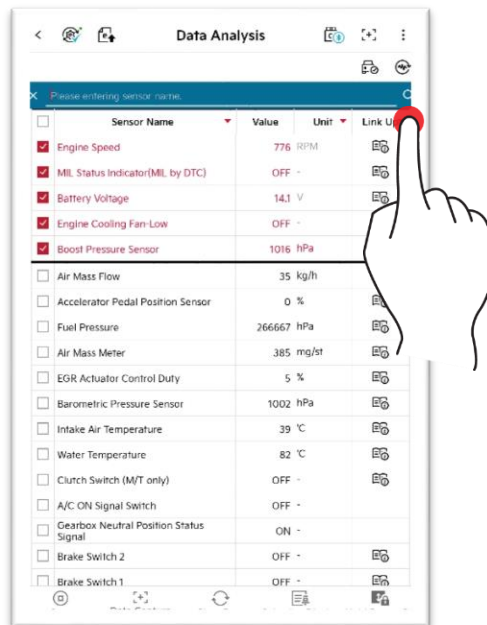 Data Analysis
Please entering sensor name.
Sensor Name Value Unit Link U
Engine Speed 776 RPM
MIL Status Indicator(MIL by DTC) OFF -
Battery Voltage 14.1 V
Engine Cooling Fan-Low OFF -
Boost Pressure Sensor 1016 hPa
Air Mass Flow 35 kg/h
Accelerator Pedal Position Sensor 0 %
Fuel Pressure 266667 hPa
Air Mass Meter 385 mg/st
EGR Actuator Control Duty 5 %
Barometric Pressure Sensor 1002 hPa
Intake Air Temperature 39 ℃
Water Temperature 82 ℃
Clutch Switch (M/T only) OFF -
A/C ON Signal Switch OFF -
Gearbox Neutral Position Status
Signal ON -
Brake Switch 2 OFF -
Brake Switch 1 OFF -